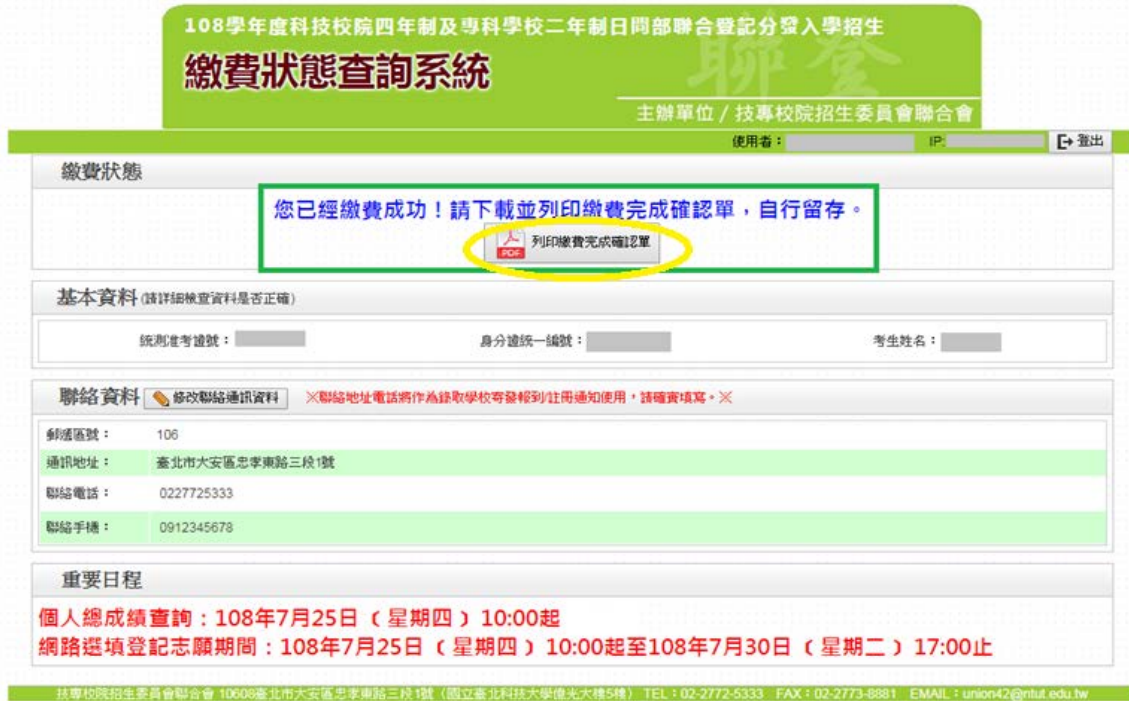 108學年度科技校院四年制及專科學校二年制日間部聯合登記分發入學招生
聯登
繳費狀態查詢系統
主辦單位 / 技專校院招生委員會聯合會
使用者：
IP:
登出
繳費狀態
您已經繳費成功！請下載並列印繳費完成確認單，自行留存。
PDF 列印繳費完成確認單
基本資料(請詳細檢查資料是否正確)
統測准考證號：
身分證統一編號：
考生姓名：
聯絡資料 修改聯絡通訊資料 ※聯絡地址電話將作為錄取學校寄發報到/註冊通知使用，請確實填寫。※
郵遞區號： 106
通訊地址： 臺北市大安區忠孝東路三段1號
聯絡電話： 0227725333
聯絡手機： 0912345678
重要日程
個人總成績查詢：108年7月25日（星期四）10:00起
網路選填登記志願期間：108年7月25日（星期四）10:00起至108年7月30日（星期二）17:00止
技專校院招生委員會聯合會 10608臺北市大安區忠孝東路三段1號（國立臺北科技大學億光大樓5樓） TEL：02-2772-5333 FAX：02-2773-8881 EMAIL：union42@ntut.edu.tw